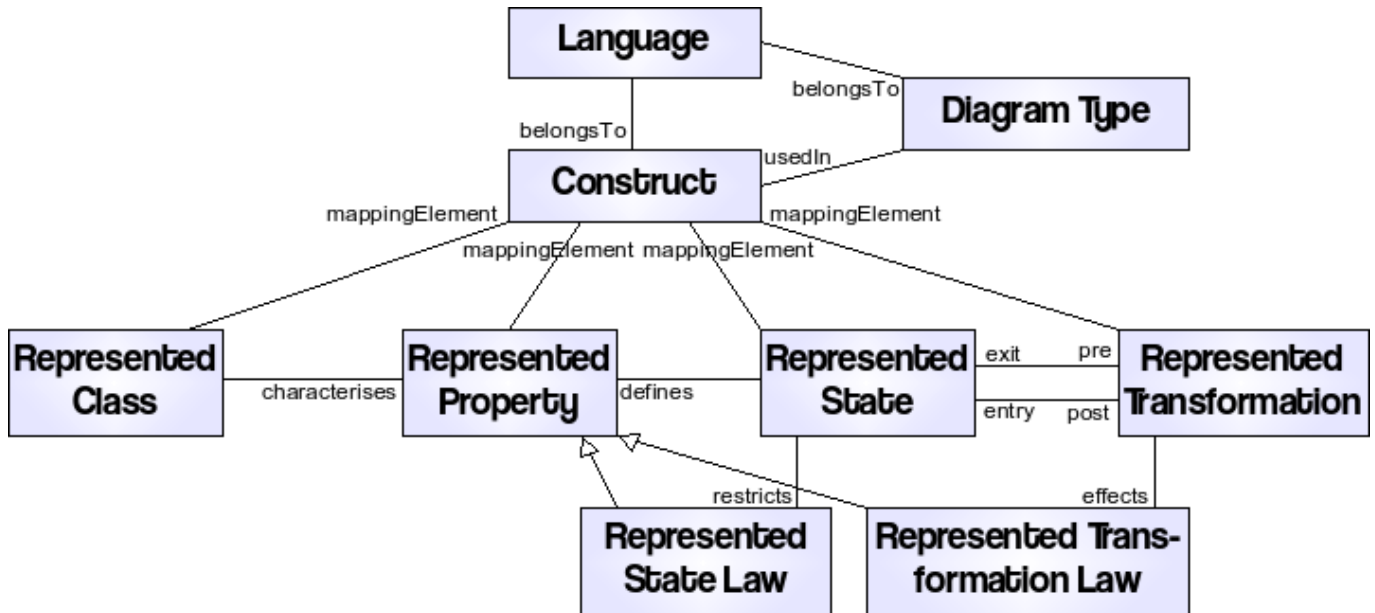 Language
belongsTo
Diagram Type
belongsTo
usedIn
Construct
mappingElement
mappingElement
mappingElement
mappingElement
Represented
Class
characterises
Represented
Property
defines
Represented
State
exit
pre
entry
post
Represented
Transformation
restricts
effects
Represented
State Law
Represented Trans-
formation Law